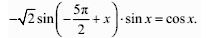 −√2 sin(−5π/2 + x) · sin x = cos x.